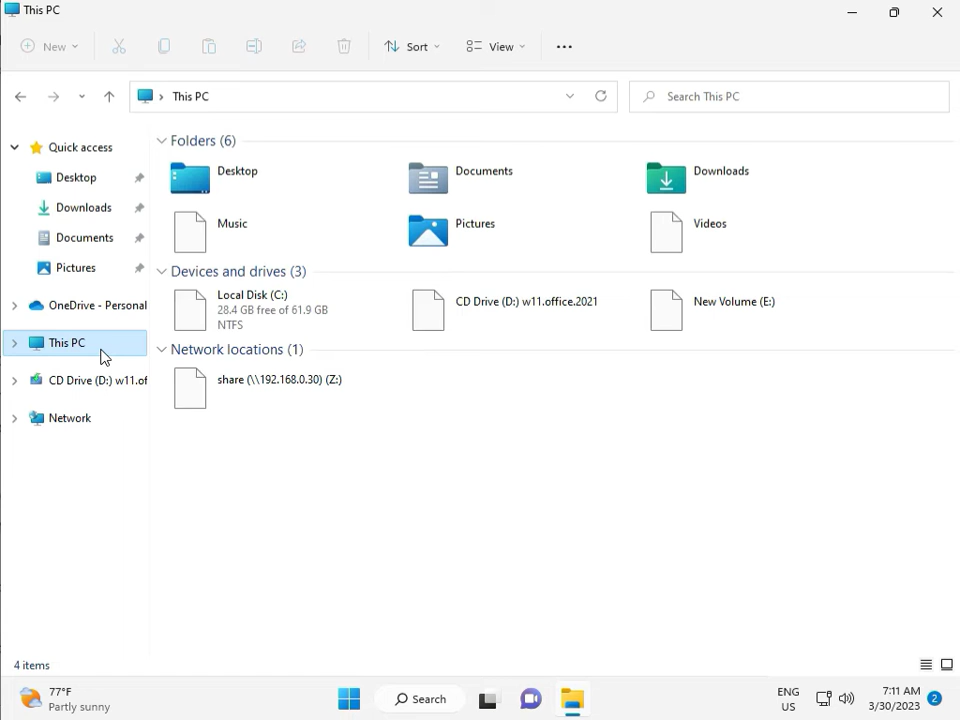 This PC
New
Sort
View
This PC
Search This PC
Quick access
Desktop
Downloads
Documents
Pictures
OneDrive - Personal
This PC
CD Drive (D:) w11.of
Network
Folders (6)
Desktop
Documents
Downloads
Music
Pictures
Videos
Devices and drives (3)
Local Disk (C:)
28.4 GB free of 61.9 GB
NTFS
CD Drive (D:) w11.office.2021
New Volume (E:)
Network locations (1)
share (\\192.168.0.30) (Z:)
4 items
77°F
Partly sunny
Search
ENG
US
7:11 AM
3/30/2023
2